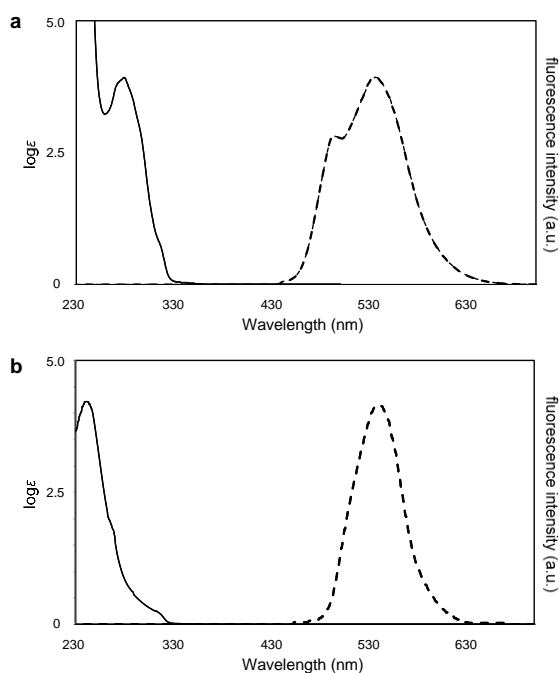 a
5.0
2.5
0
logε
fluorescence intensity (a.u.)
230 330 430 530 630
Wavelength (nm)
b
5.0
2.5
0
logε
fluorescence intensity (a.u.)
230 330 430 530 630
Wavelength (nm)